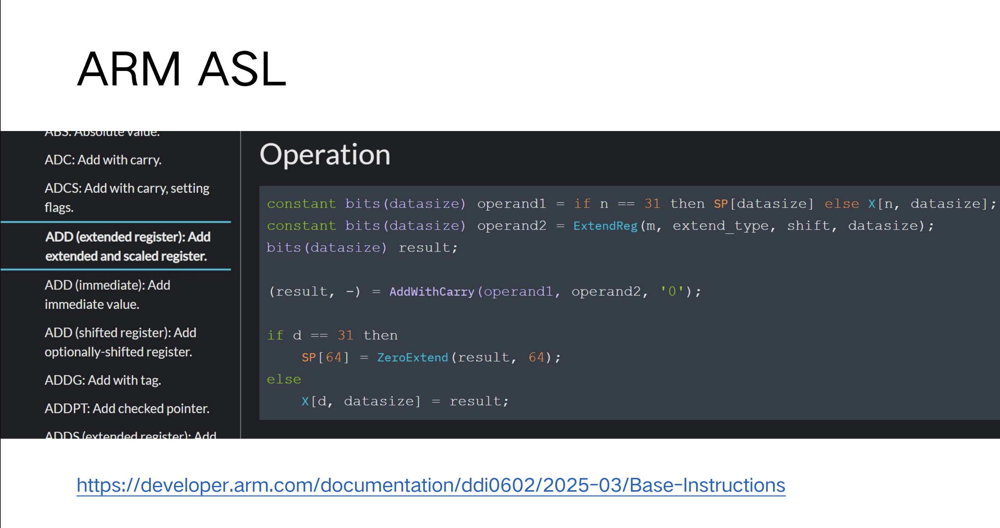 ARM ASL
ABS: Absolute value.
ADC: Add with carry.
ADCS: Add with carry, setting
flags.
ADD (extended register): Add
extended and scaled register.
ADD (immediate): Add
immediate value.
ADD (shifted register): Add
optionally-shifted register.
ADDG: Add with tag.
ADDPT: Add checked pointer.
ADDS (extended register): Add
Operation
constant bits(datasize) operand1 = if n == 31 then SP[datasize] else X[n, datasize];
constant bits(datasize) operand2 = ExtendReg(m, extend_type, shift, datasize);
bits(datasize) result;
(result, -) = AddWithCarry(operand1, operand2, '0');
if d == 31 then
    SP[64] = ZeroExtend(result, 64);
else
    X[d, datasize] = result;
https://developer.arm.com/documentation/ddi0602/2025-03/Base-Instructions